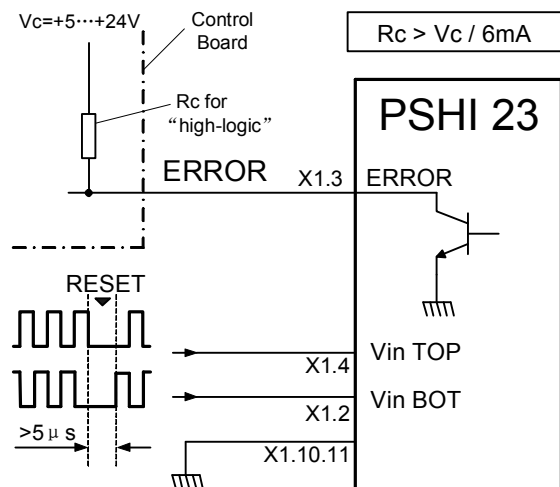 Vc=+5···+24V
Control
Board
Rc > Vc / 6mA
Rc for
“high-logic”
PSHI 23
ERROR
X1.3
ERROR
RESET
X1.4
Vin TOP
X1.2
Vin BOT
>5μs
X1.10.11